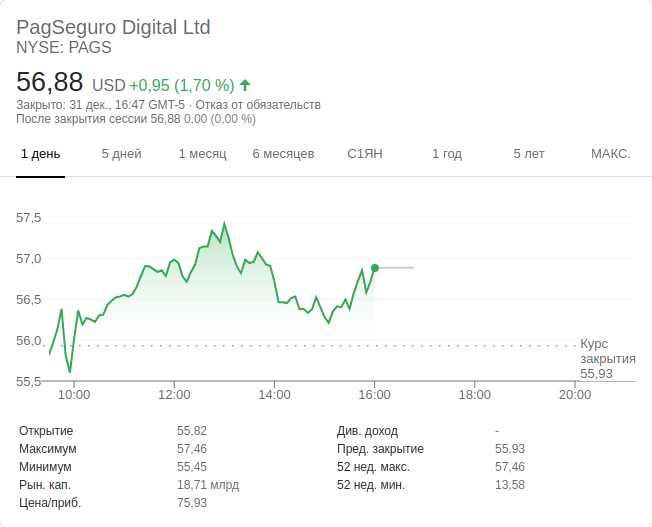 PagSeguro Digital Ltd
NYSE: PAGS
56,88 USD +0,95 (1,70 %)
Закрыто: 31 дек., 16:47 GMT-5 · Отказ от обязательств
После закрытия сессии 56,88 0,00 (0,00 %)
1 день 5 дней 1 месяц 6 месяцев С1ЯН 1 год 5 лет МАКС.
57,5
57,0
56,5
56,0
55,5
Курс
закрытия
55,93
10:00 12:00 14:00 16:00 18:00 20:00
Открытие 55,82 Див. доход -
Максимум 57,46 Пред. закрытие 55,93
Минимум 55,45 52 нед. макс. 57,46
Рын. кап. 18,71 млрд 52 нед. мин. 13,58
Цена/приб. 75,93